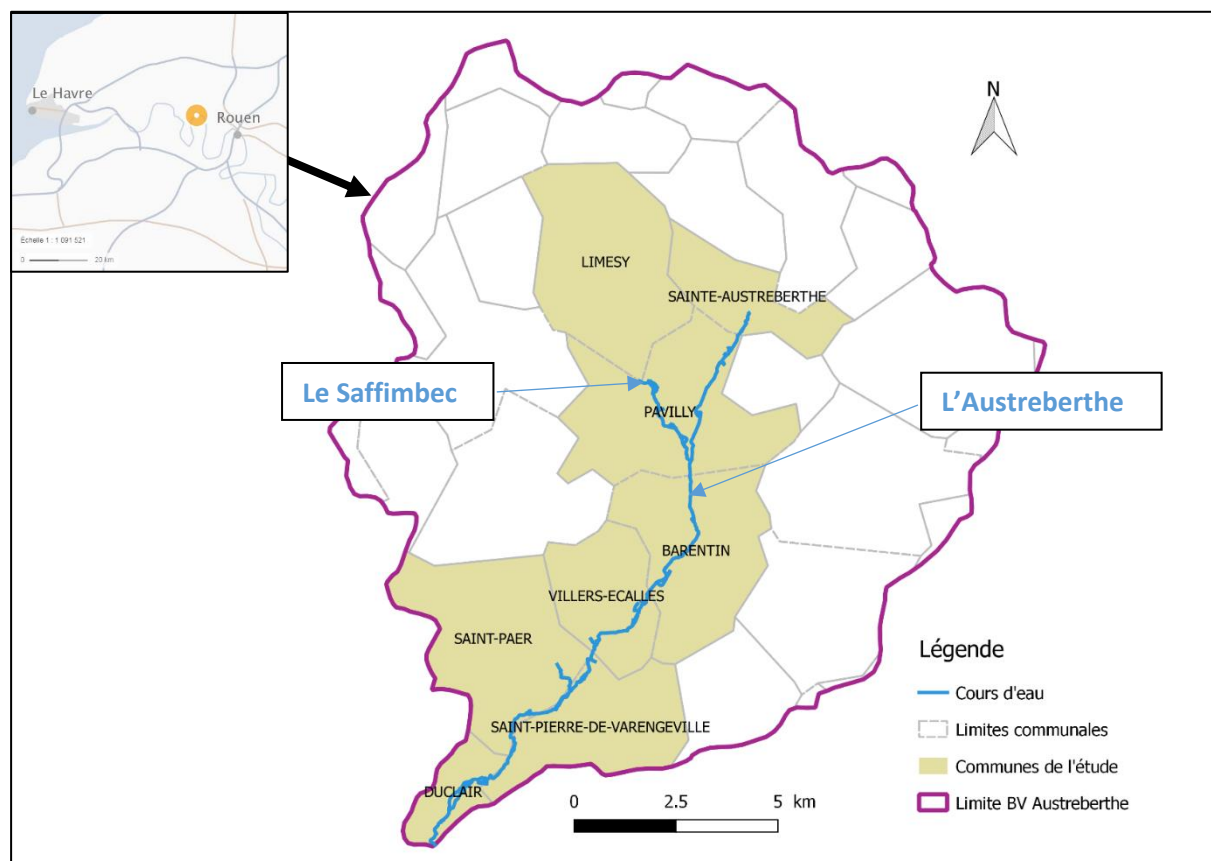 Le Havre
Rouen
Échelle 1 : 1 091 521
0 20 km
N
LIMESY
SAINTE-AUSTREBERTHE
Le Saffimbec
L'Austreberthe
PAVILLY
BARENTIN
VILLERS-ECALLES
SAINT-PAER
SAINT-PIERRE-DE-VARENGEVILLE
DUCLAIR
Légende
Cours d'eau
Limites communales
Communes de l'étude
Limite BV Austreberthe
0 2.5 5 km